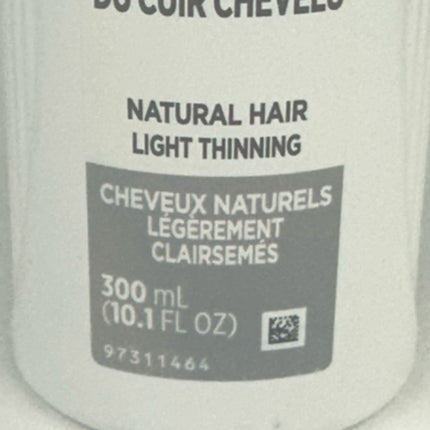 DU CUIR CHEVELU
NATURAL HAIR
LIGHT THINNING
CHEVEUX NATURELS
LÉGÈREMENT
CLAIRSEMÉS
300 mL
(10.1 FL OZ)
97311464